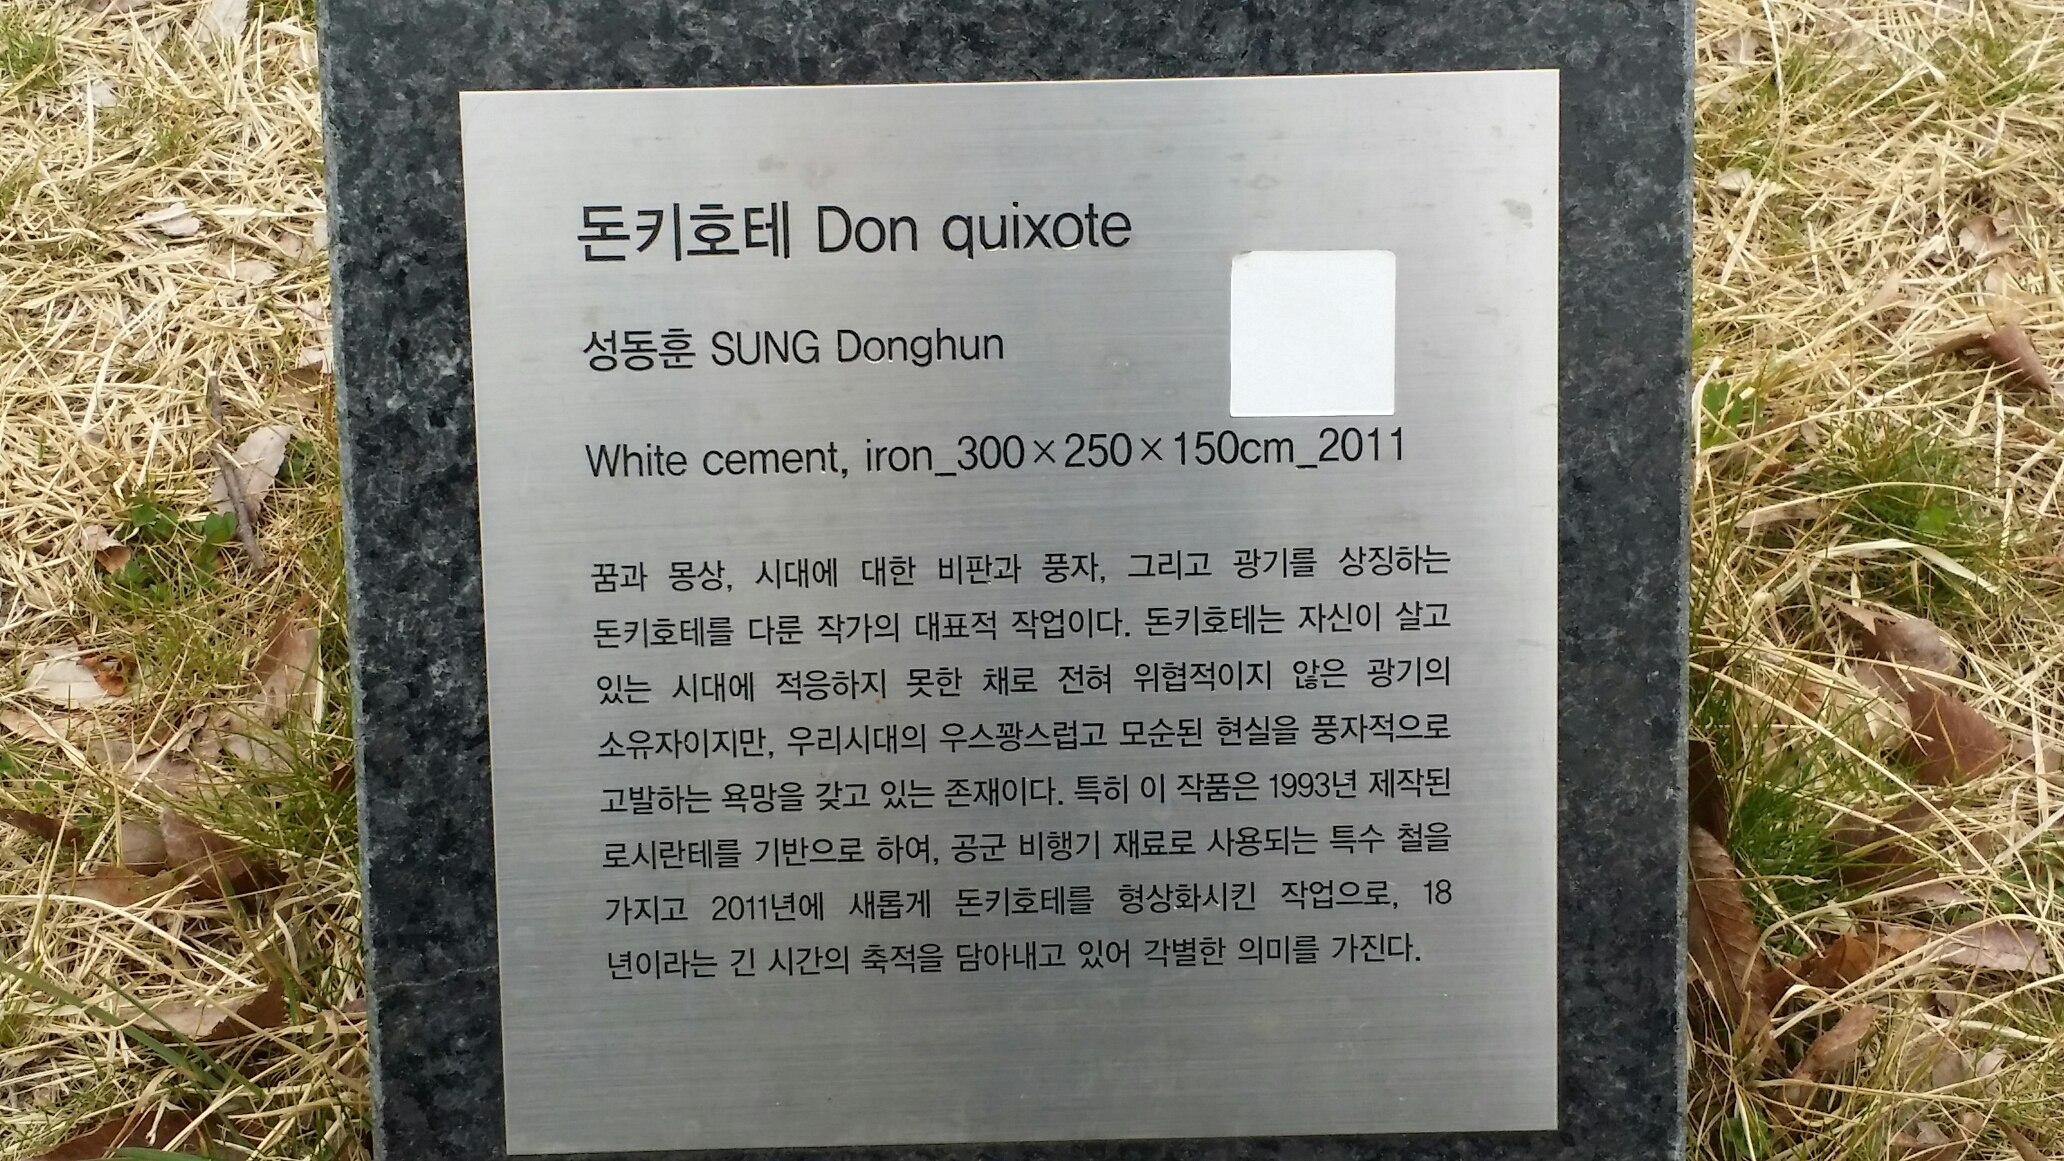 돈키호테 Don quixote
성동훈 SUNG Donghun
White cement, iron_300×250×150cm_2011
꿈과 몽상, 시대에 대한 비판과 풍자, 그리고 광기를 상징하는
돈키호테를 다룬 작가의 대표적 작업이다. 돈키호테는 자신이 살고
있는 시대에 적응하지 못한 채로 전혀 위협적이지 않은 광기의
소유자이지만, 우리시대의 우스꽝스럽고 모순된 현실을 풍자적으로
고발하는 욕망을 갖고 있는 존재이다. 특히 이 작품은 1993년 제작된
로시란테를 기반으로 하여, 공군 비행기 재료로 사용되는 특수 철을
가지고 2011년에 새롭게 돈키호테를 형상화시킨 작업으로, 18
년이라는 긴 시간의 축적을 담아내고 있어 각별한 의미를 가진다.